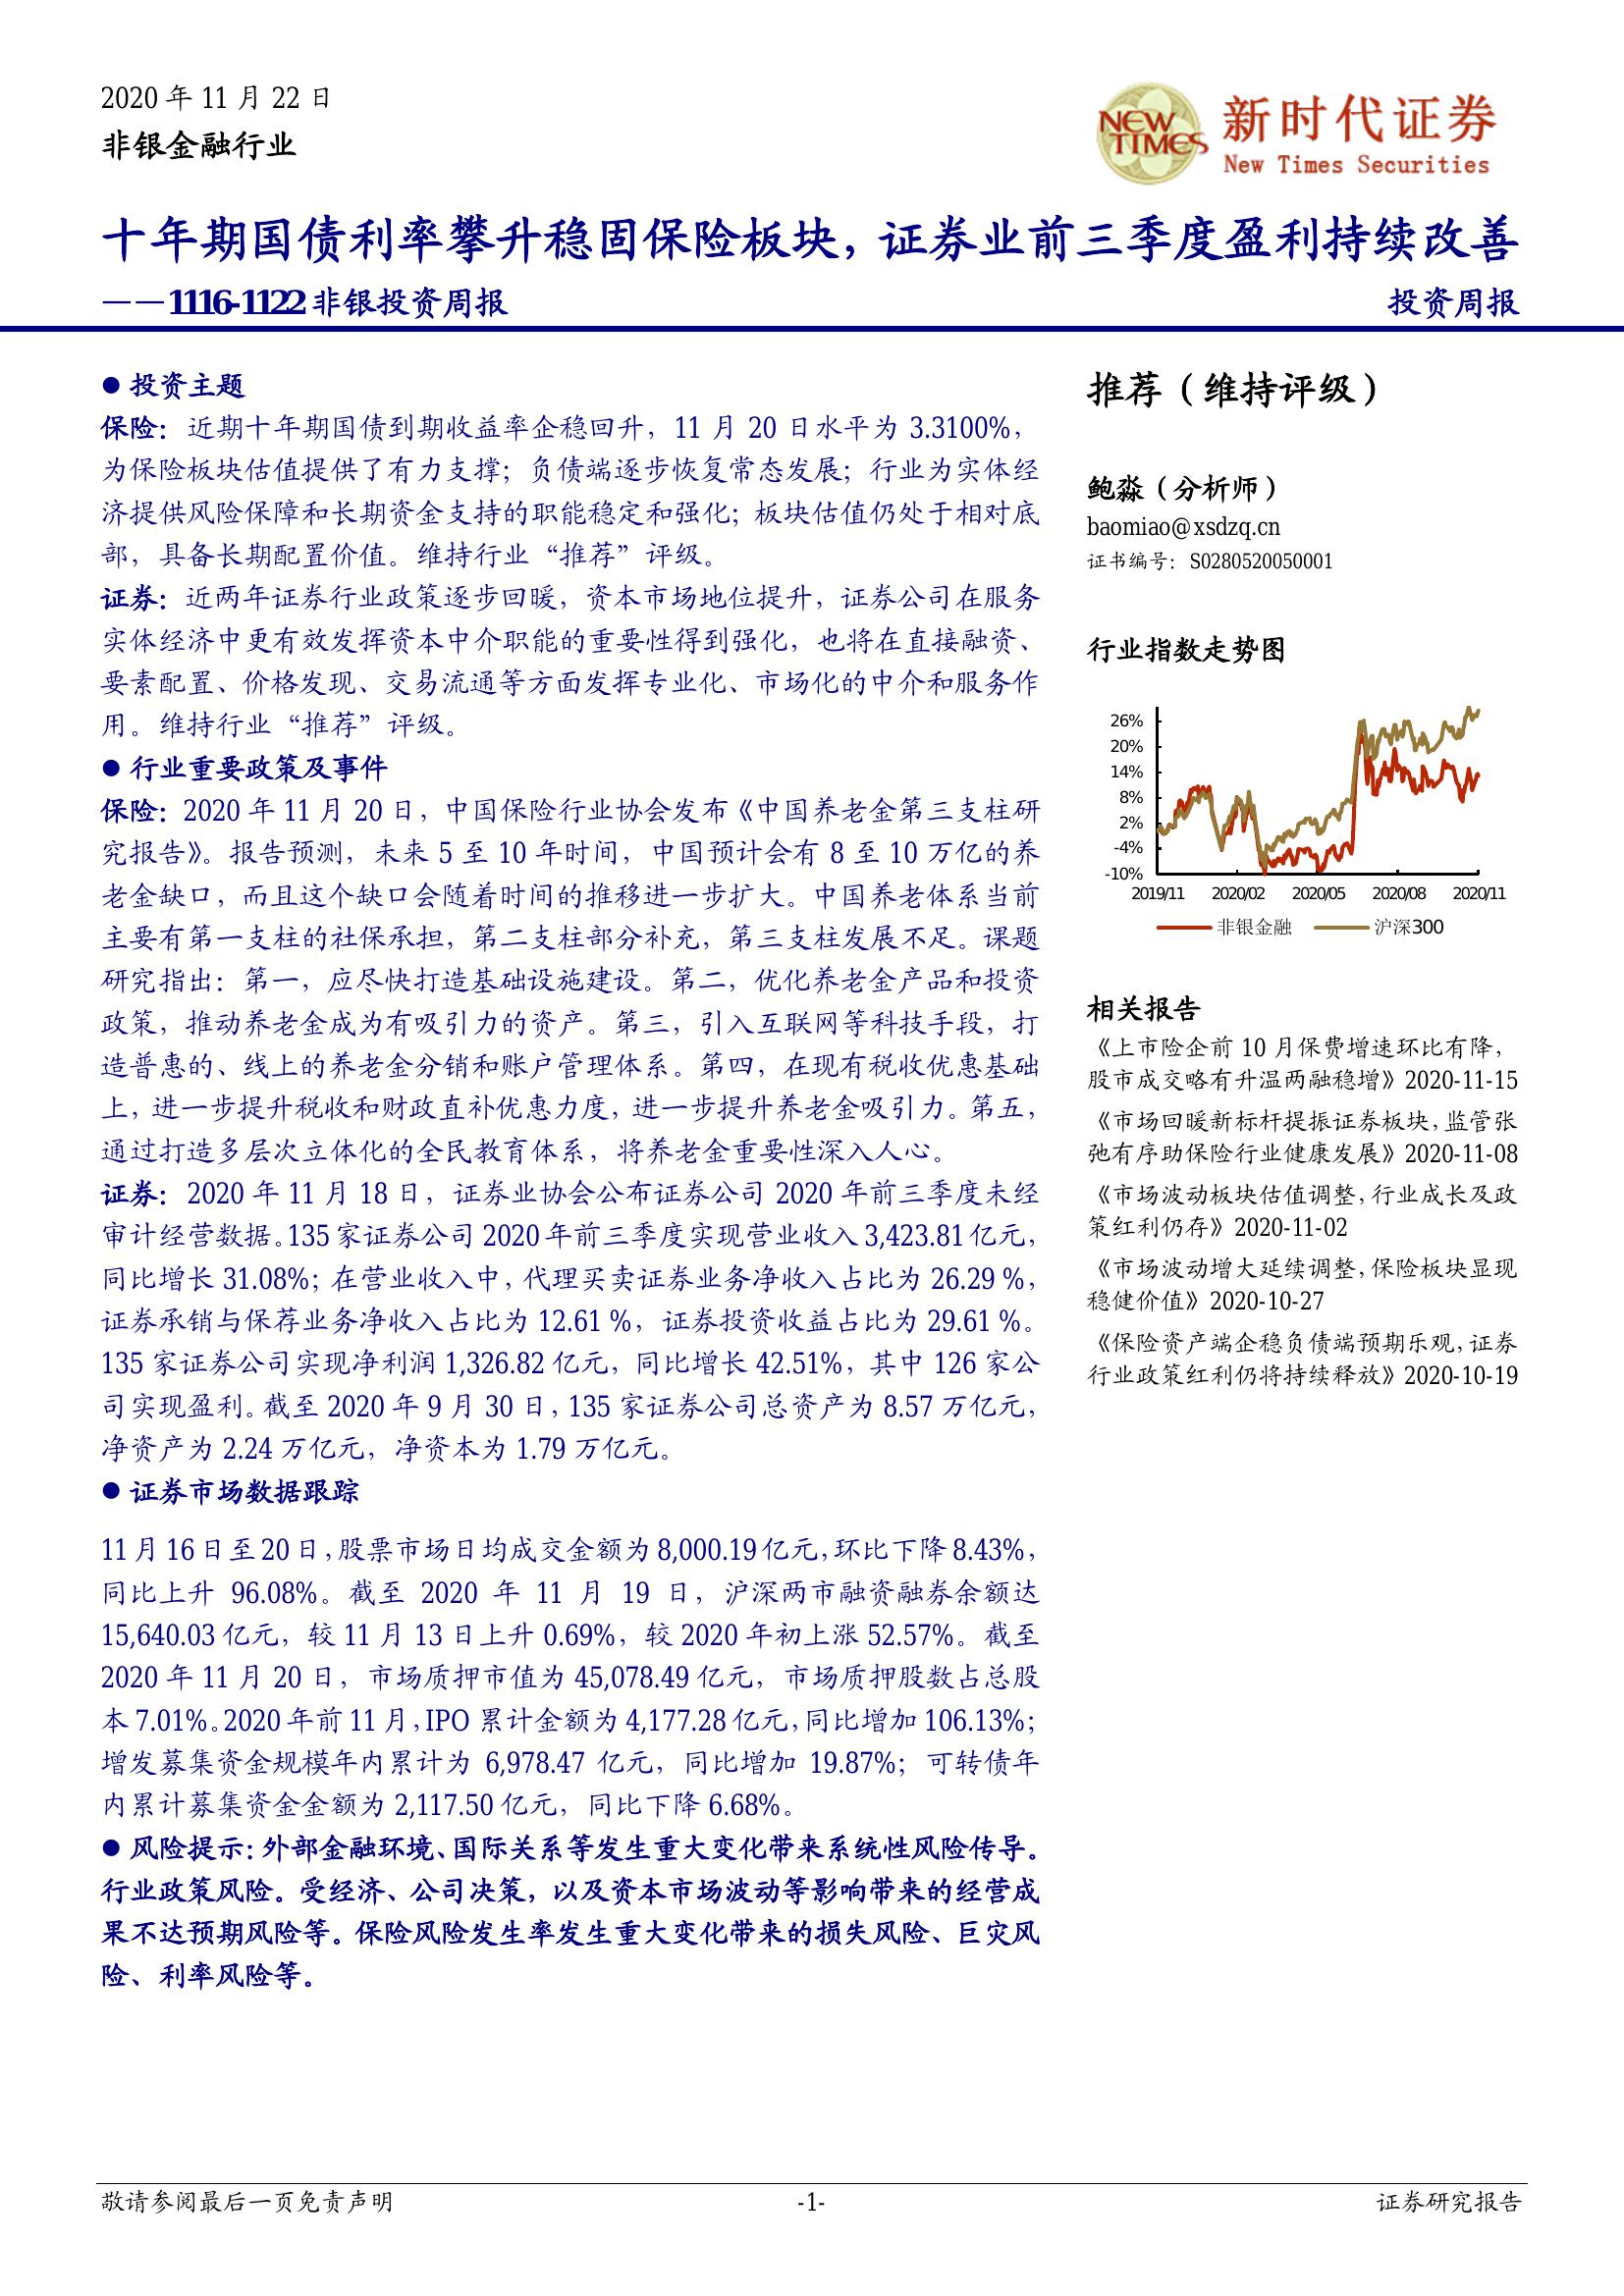 2020 年 11 月 22 日
非银金融行业
NEW TIMES
新时代证券
New Times Securities
十年期国债利率攀升稳固保险板块，证券业前三季度盈利持续改善
——1116-1122 非银投资周报
投资周报
● 投资主题
保险：近期十年期国债到期收益率企稳回升，11 月 20 日水平为 3.3100%，
为保险板块估值提供了有力支撑；负债端逐步恢复常态发展；行业为实体经
济提供风险保障和长期资金支持的职能稳定和强化；板块估值仍处于相对底
部，具备长期配置价值。维持行业“推荐”评级。
证券：近两年证券行业政策逐步回暖，资本市场地位提升，证券公司在服务
实体经济中更有效发挥资本中介职能的重要性得到强化，也将在直接融资、
要素配置、价格发现、交易流通等方面发挥专业化、市场化的中介和服务作
用。维持行业“推荐”评级。
● 行业重要政策及事件
保险：2020 年 11 月 20 日，中国保险行业协会发布《中国养老金第三支柱研
究报告》。报告预测，未来 5 至 10 年时间，中国预计会有 8 至 10 万亿的养
老金缺口，而且这个缺口会随着时间的推移进一步扩大。中国养老体系当前
主要有第一支柱的社保承担，第二支柱部分补充，第三支柱发展不足。课题
研究指出：第一，应尽快打造基础设施建设。第二，优化养老金产品和投资
政策，推动养老金成为有吸引力的资产。第三，引入互联网等科技手段，打
造普惠的、线上的养老金分销和账户管理体系。第四，在现有税收优惠基础
上，进一步提升税收和财政直补优惠力度，进一步提升养老金吸引力。第五，
通过打造多层次立体化的全民教育体系，将养老金重要性深入人心。
证券：2020 年 11 月 18 日，证券业协会公布证券公司 2020 年前三季度未经
审计经营数据。135 家证券公司 2020 年前三季度实现营业收入 3,423.81 亿元，
同比增长 31.08%；在营业收入中，代理买卖证券业务净收入占比为 26.29 %，
证券承销与保荐业务净收入占比为 12.61 %，证券投资收益占比为 29.61 %。
135 家证券公司实现净利润 1,326.82 亿元，同比增长 42.51%，其中 126 家公
司实现盈利。截至 2020 年 9 月 30 日，135 家证券公司总资产为 8.57 万亿元，
净资产为 2.24 万亿元，净资本为 1.79 万亿元。
● 证券市场数据跟踪
11 月 16 日至 20 日，股票市场日均成交金额为 8,000.19 亿元，环比下降 8.43%，
同比上升 96.08%。截至 2020 年 11 月 19 日，沪深两市融资融券余额达
15,640.03 亿元，较 11 月 13 日上升 0.69%，较 2020 年初上涨 52.57%。截至
2020 年 11 月 20 日，市场质押市值为 45,078.49 亿元，市场质押股数占总股
本 7.01%。2020 年前 11 月，IPO 累计金额为 4,177.28 亿元，同比增加 106.13%；
增发募集资金规模年内累计为 6,978.47 亿元，同比增加 19.87%；可转债年
内累计募集资金金额为 2,117.50 亿元，同比下降 6.68%。
● 风险提示：外部金融环境、国际关系等发生重大变化带来系统性风险传导。
行业政策风险。受经济、公司决策，以及资本市场波动等影响带来的经营成
果不达预期风险等。保险风险发生率发生重大变化带来的损失风险、巨灾风
险、利率风险等。
推荐（维持评级）
鲍淼（分析师）
baomiao@xsdzq.cn
证书编号：S0280520050001
行业指数走势图
26%
20%
14%
8%
2%
-4%
-10%
2019/11 2020/02 2020/05 2020/08 2020/11
非银金融 沪深300
相关报告
《上市险企前 10 月保费增速环比有降，
股市成交略有升温两融稳增》2020-11-15
《市场回暖新标杆提振证券板块，监管张
弛有序助保险行业健康发展》2020-11-08
《市场波动板块估值调整，行业成长及政
策红利仍存》2020-11-02
《市场波动增大延续调整，保险板块显现
稳健价值》2020-10-27
《保险资产端企稳负债端预期乐观，证券
行业政策红利仍将持续释放》2020-10-19
敬请参阅最后一页免责声明
-1-
证券研究报告